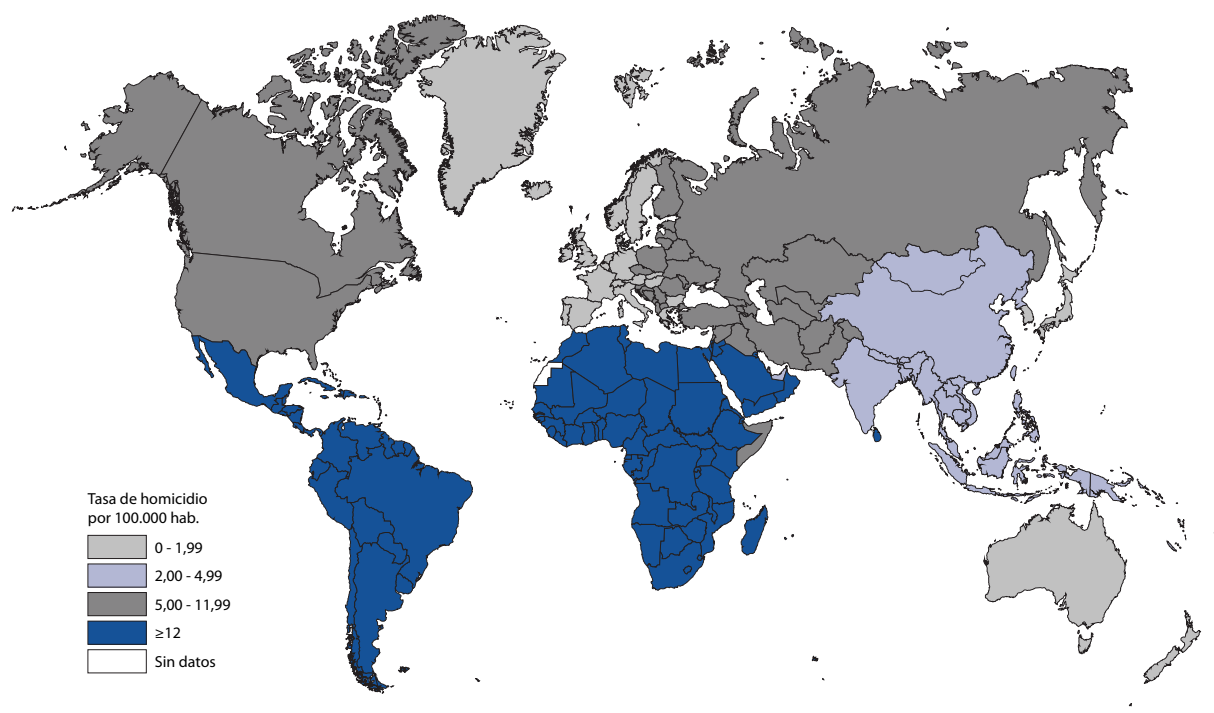 Tasa de homicidio
por 100.000 hab.
0 - 1,99
2,00 - 4,99
5,00 - 11,99
≥12
Sin datos